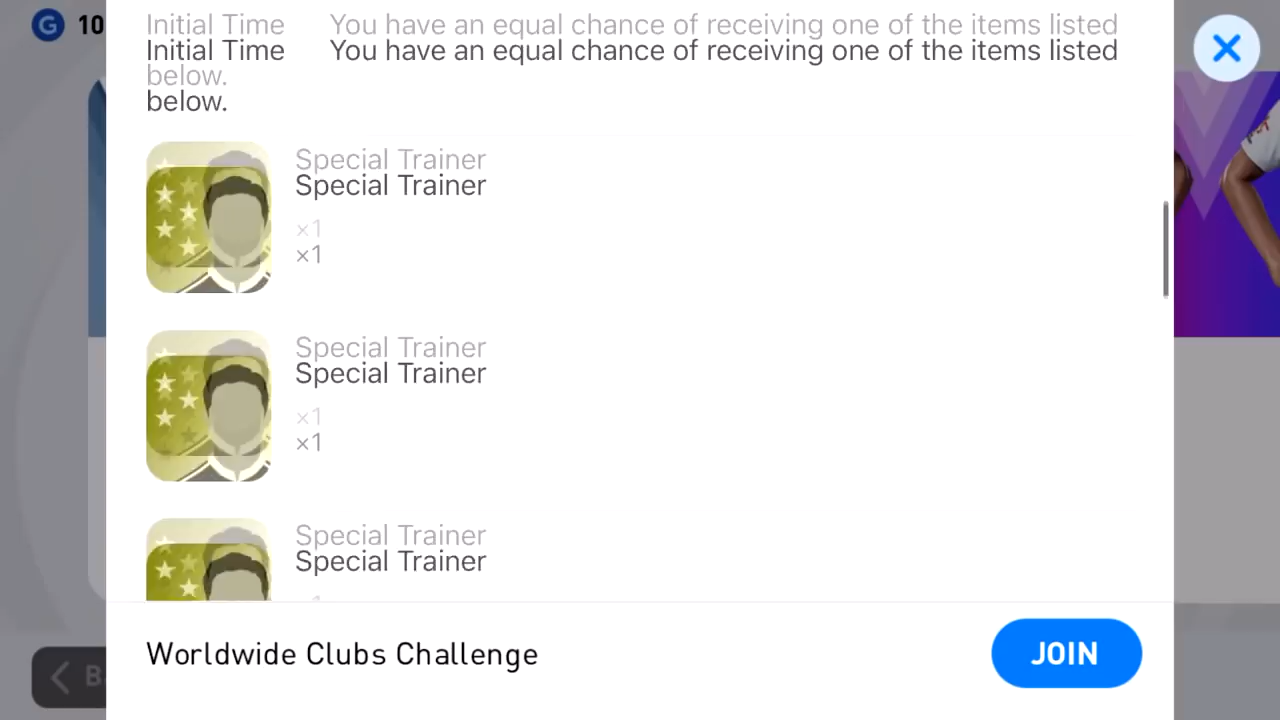 G 10
Initial Time You have an equal chance of receiving one of the items listed
Initial Time You have an equal chance of receiving one of the items listed
below.
below.
Special Trainer
Special Trainer
×1
×1
Special Trainer
Special Trainer
×1
×1
Special Trainer
Special Trainer
Worldwide Clubs Challenge
JOIN